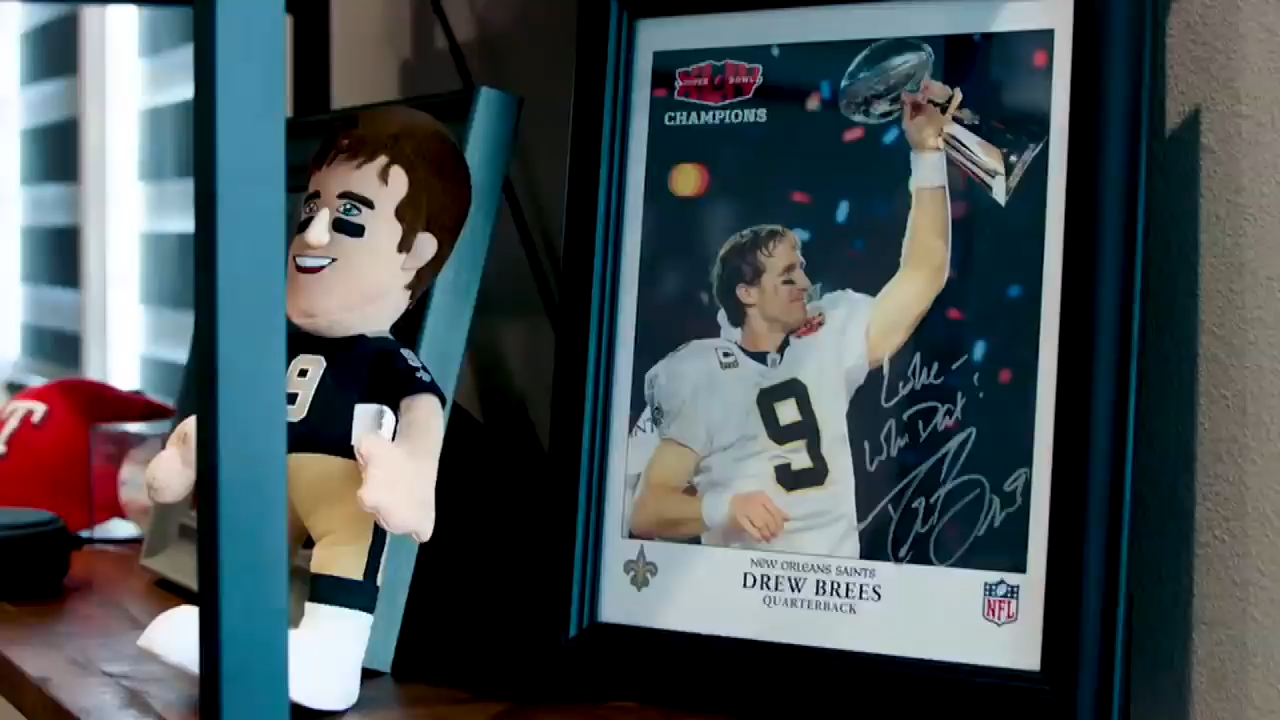 SUPER BOWL
XLIV
CHAMPIONS
9
T
9
Luke -
Who Dat!
9
NEW ORLEANS SAINTS
DREW BREES
QUARTERBACK
NFL